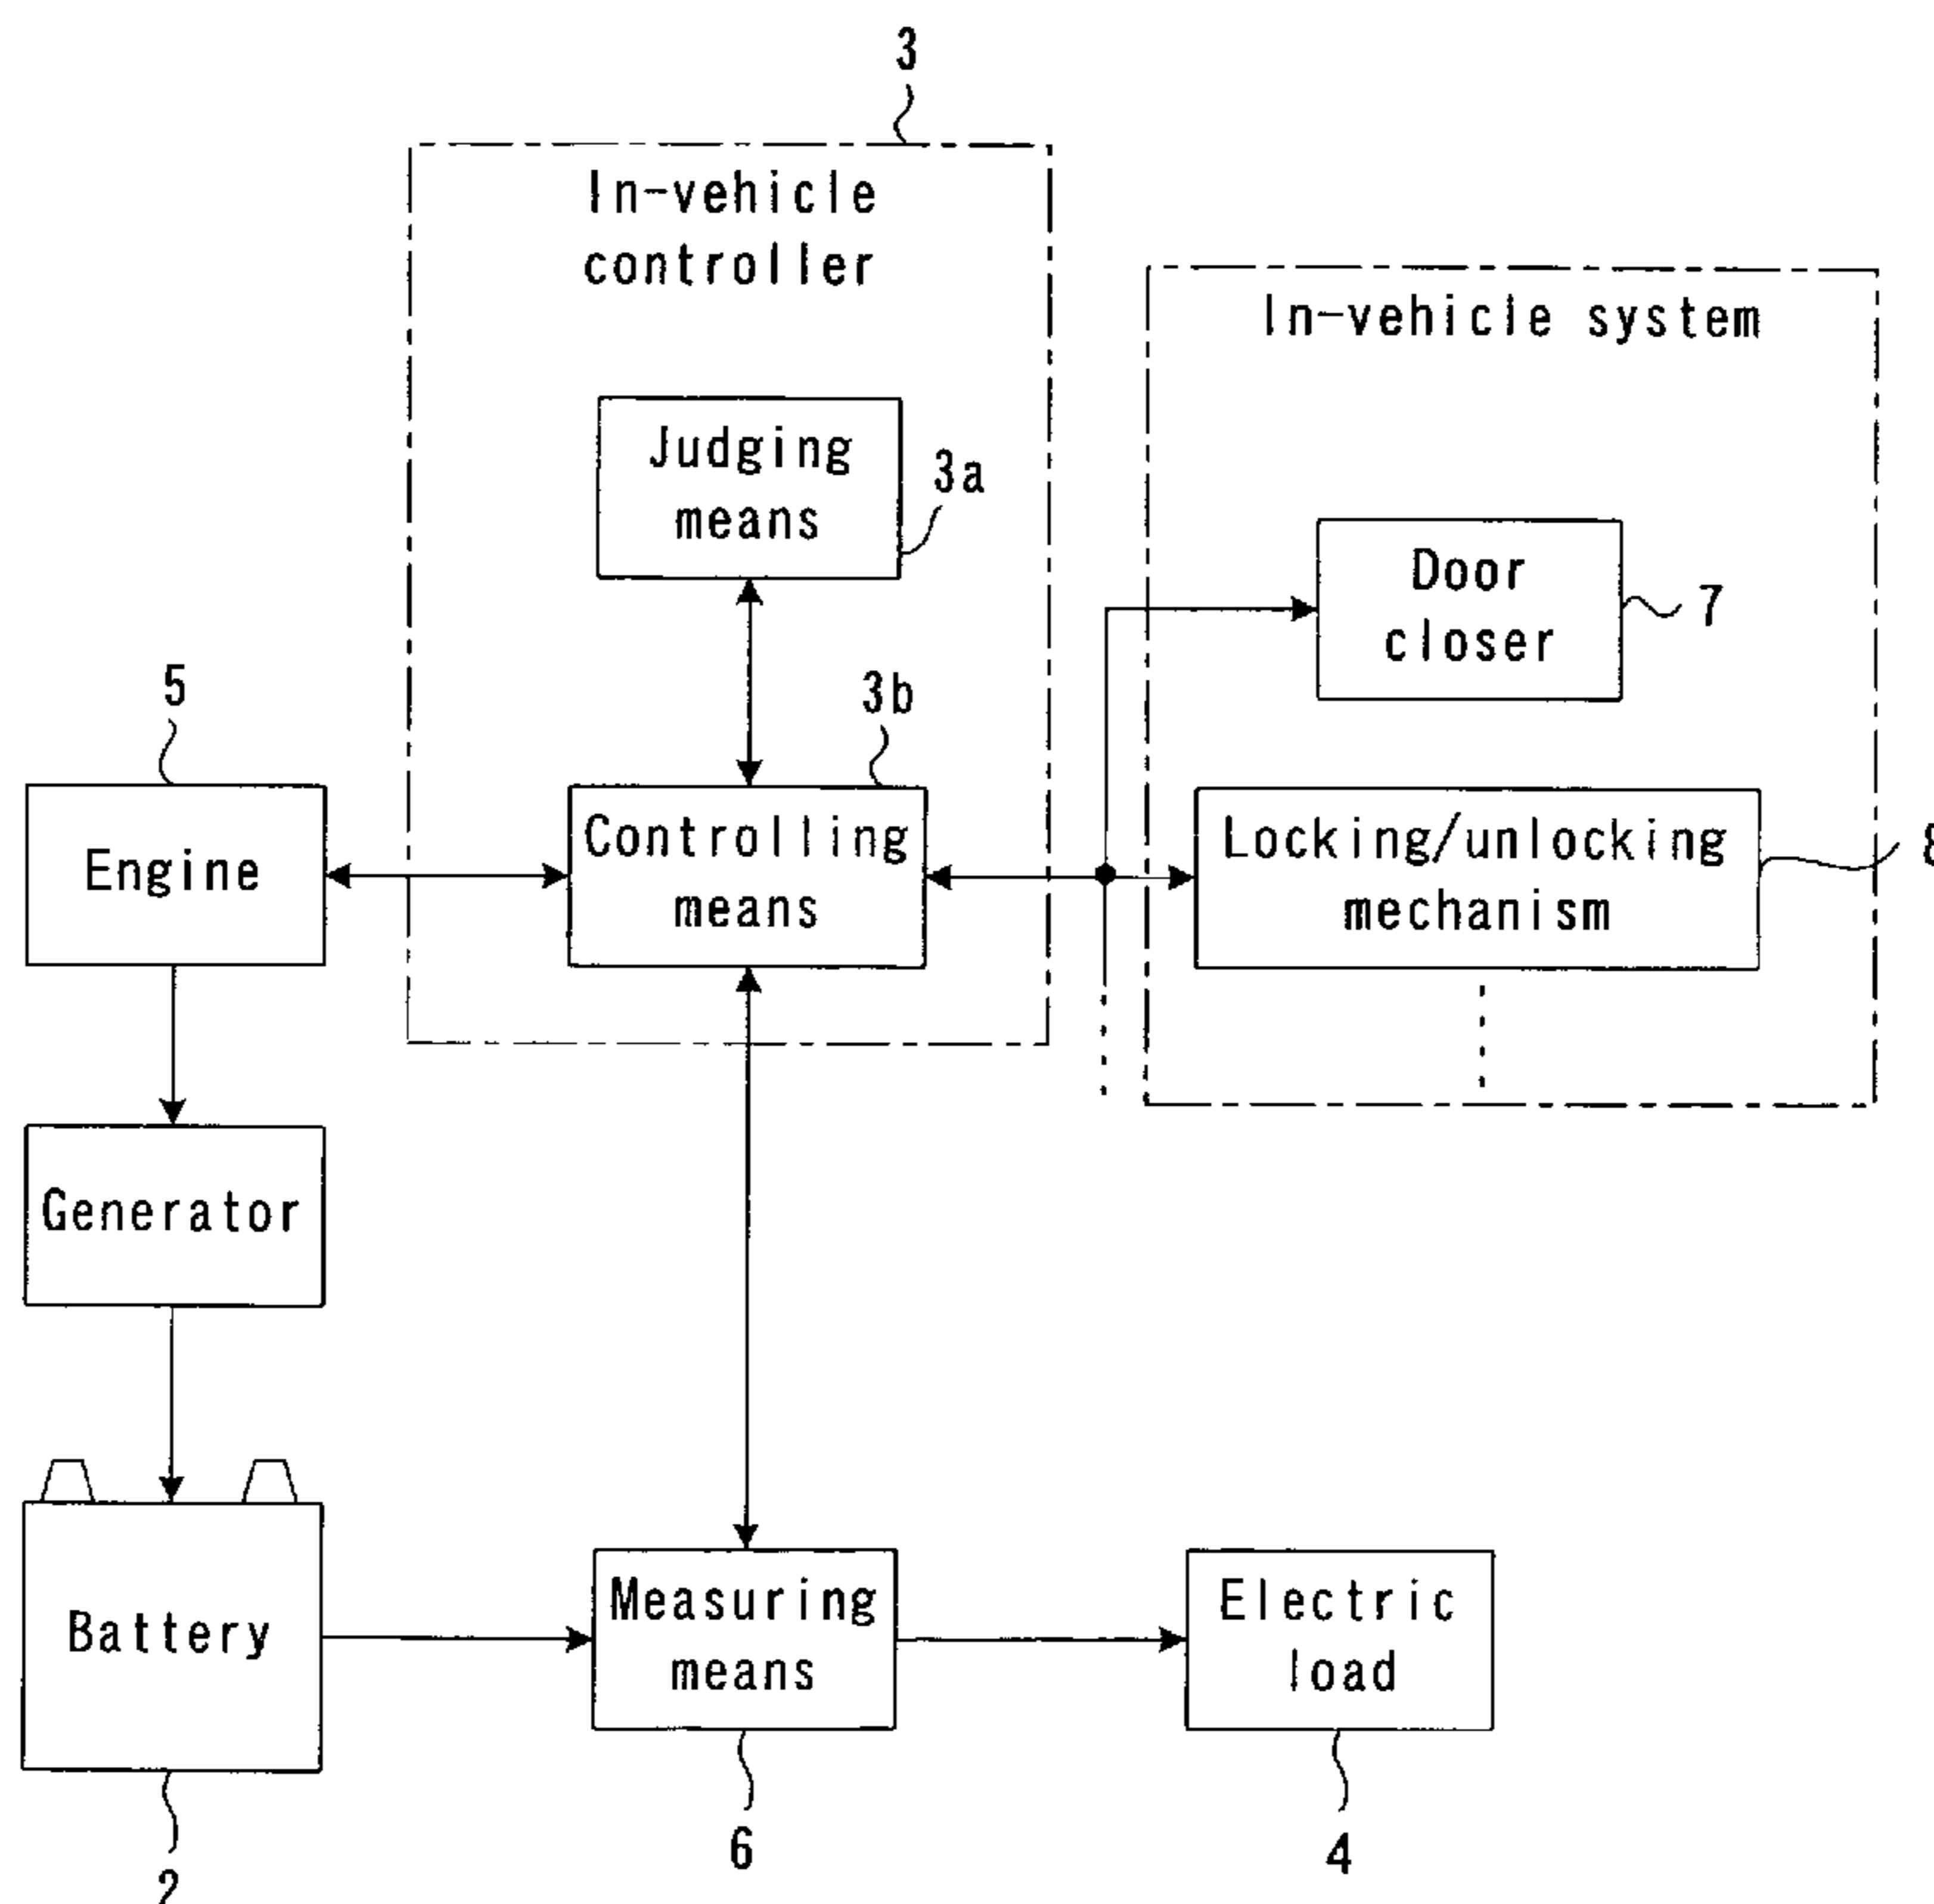 3
In-vehicle
controller
In-vehicle system
Judging
means
3a
Door
closer
7
5
3b
Engine
Controlling
means
Locking/unlocking
mechanism
8
Generator
Battery
Measuring
means
Electric
load
2
6
4